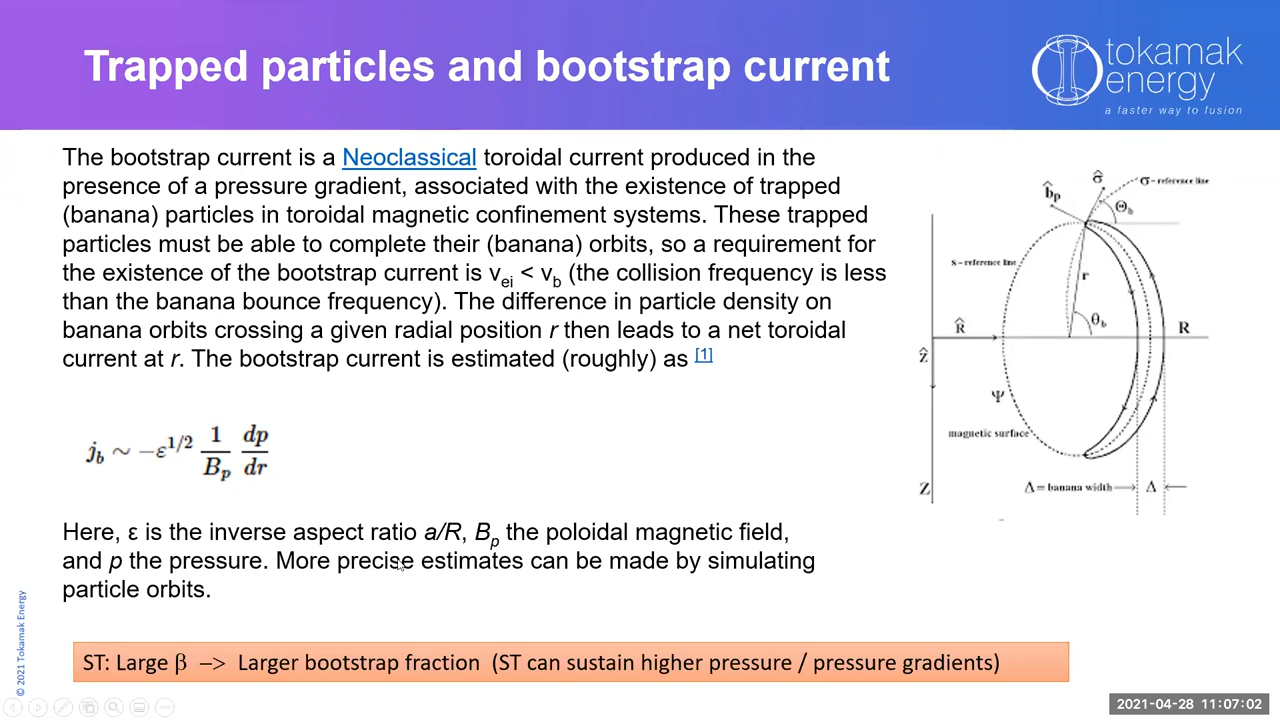 Trapped particles and bootstrap current
tokamak
energy
a faster way to fusion
The bootstrap current is a Neoclassical toroidal current produced in the
presence of a pressure gradient, associated with the existence of trapped
(banana) particles in toroidal magnetic confinement systems. These trapped
particles must be able to complete their (banana) orbits, so a requirement for
the existence of the bootstrap current is νei < νb (the collision frequency is less
than the banana bounce frequency). The difference in particle density on
banana orbits crossing a given radial position r then leads to a net toroidal
current at r. The bootstrap current is estimated (roughly) as [1]
j_b ~ −ε^{1/2} 1/B_p dp/dr
Here, ε is the inverse aspect ratio a/R, Bp the poloidal magnetic field,
and p the pressure. More precise estimates can be made by simulating
particle orbits.
b̂p
σ̂
σ-reference line
Θb
s-reference line
r
θb
R̂
R
ẑ
Ψ
magnetic surface
Z
Δ = banana width
Δ
ST: Large β –> Larger bootstrap fraction (ST can sustain higher pressure / pressure gradients)
© 2021 Tokamak Energy
2021-04-28 11:07:02